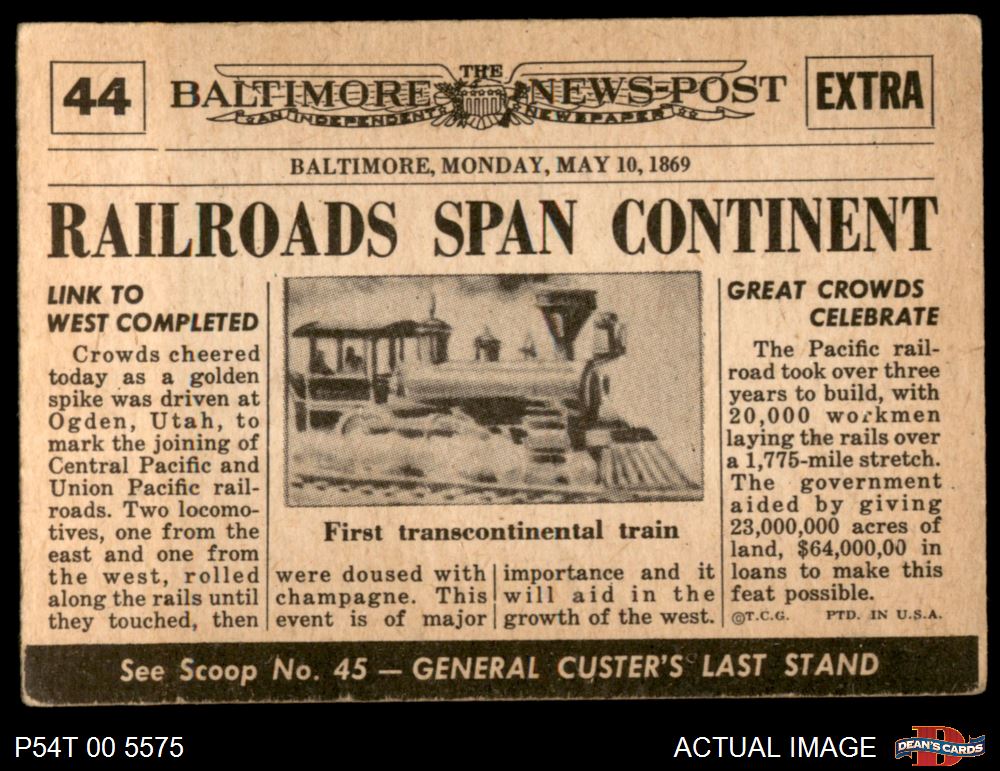 44
THE
BALTIMORE NEWS-POST
AN INDEPENDENT NEWSPAPER
EXTRA
BALTIMORE, MONDAY, MAY 10, 1869
RAILROADS SPAN CONTINENT
LINK TO
WEST COMPLETED
Crowds cheered
today as a golden
spike was driven at
Ogden, Utah, to
mark the joining of
Central Pacific and
Union Pacific rail-
roads. Two locomo-
tives, one from the
east and one from
the west, rolled
along the rails until
they touched, then
First transcontinental train
were doused with
champagne. This
event is of major
importance and it
will aid in the
growth of the west.
GREAT CROWDS
CELEBRATE
The Pacific rail-
road took over three
years to build, with
20,000 workmen
laying the rails over
a 1,775-mile stretch.
The government
aided by giving
23,000,000 acres of
land, $64,000,00 in
loans to make this
feat possible.
©T.C.G. PTD. IN U.S.A.
See Scoop No. 45 — GENERAL CUSTER'S LAST STAND
P54T 00 5575
ACTUAL IMAGE
DEAN'S CARDS